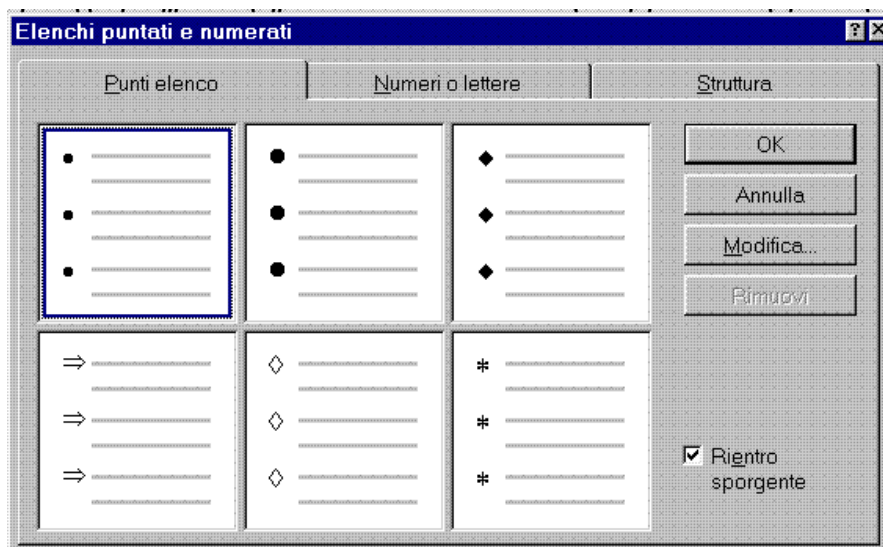 Elenchi puntati e numerati
Punti elenco
Numeri o lettere
Struttura
OK
Annulla
Modifica...
Rimuovi
Rientro
sporgente